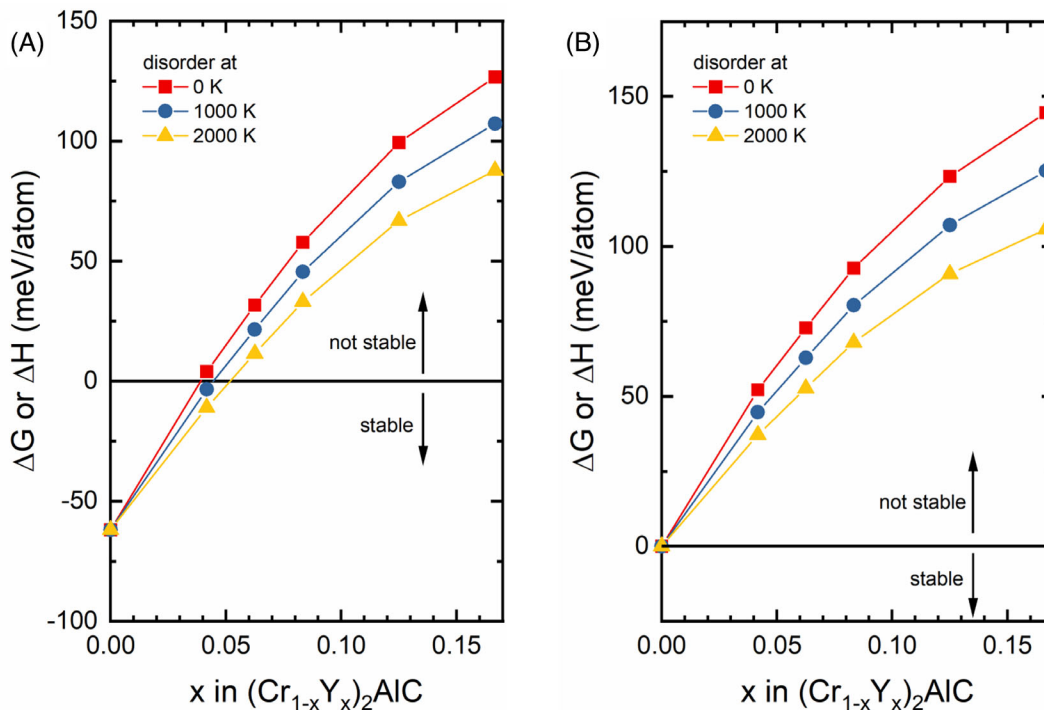 (A)
150
100
50
0
-50
-100
ΔG or ΔH (meV/atom)
disorder at
0 K
1000 K
2000 K
not stable
stable
0.00 0.05 0.10 0.15
x in (Cr1-xYx)2AlC
(B)
150
100
50
0
ΔG or ΔH (meV/atom)
disorder at
0 K
1000 K
2000 K
not stable
stable
0.00 0.05 0.10 0.15
x in (Cr1-xYx)2AlC